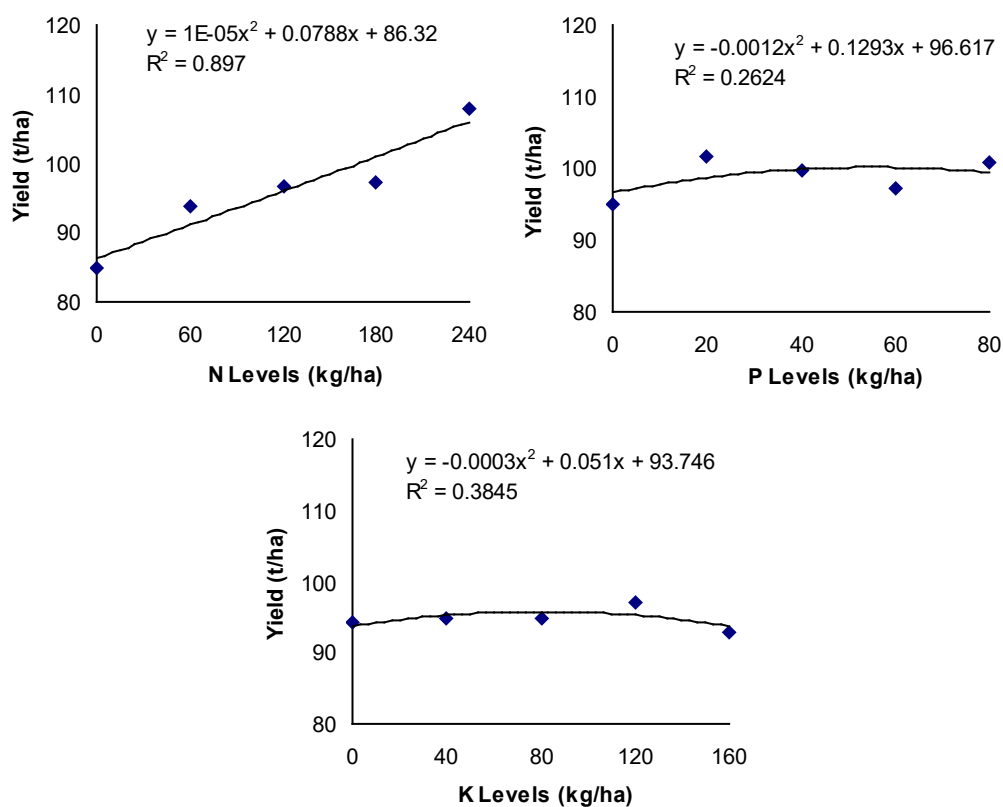 y = 1E-05x² + 0.0788x + 86.32
R² = 0.897
120
110
100
90
80
Yield (t/ha)
0 60 120 180 240
N Levels (kg/ha)
y = -0.0012x² + 0.1293x + 96.617
R² = 0.2624
120
110
100
90
80
Yield (t/ha)
0 20 40 60 80
P Levels (kg/ha)
y = -0.0003x² + 0.051x + 93.746
R² = 0.3845
120
110
100
90
80
Yield (t/ha)
0 40 80 120 160
K Levels (kg/ha)